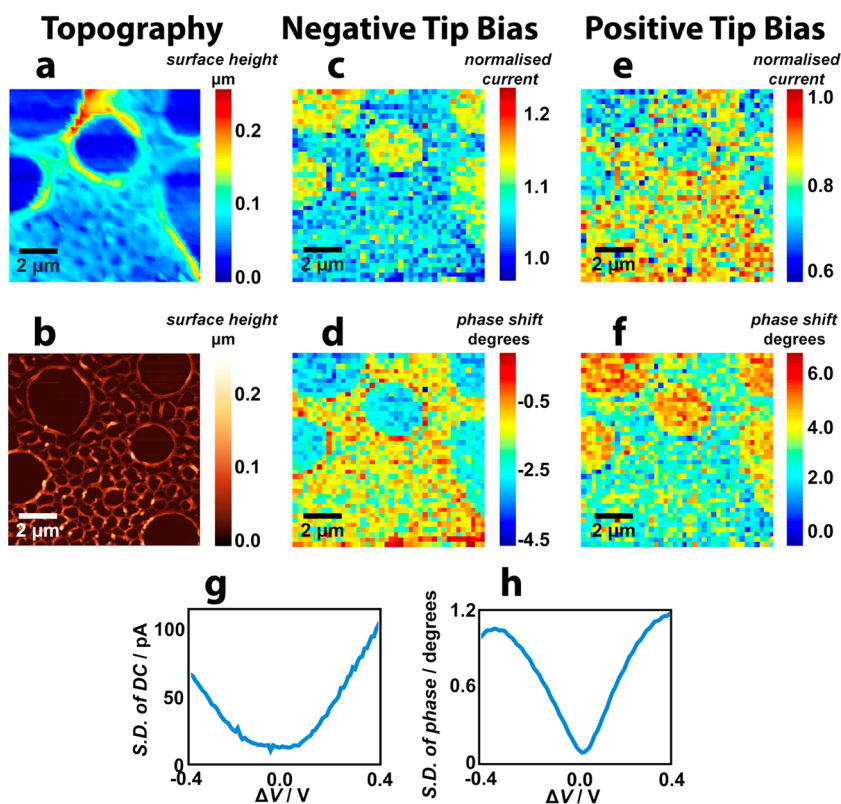 Topography Negative Tip Bias Positive Tip Bias
a surface height
µm
0.2
0.1
0.0
2 µm
c normalised
current
1.2
1.1
1.0
2 µm
e normalised
current
1.0
0.8
0.6
2 µm
b surface height
µm
0.2
0.1
0.0
2 µm
d phase shift
degrees
-0.5
-2.5
-4.5
2 µm
f phase shift
degrees
6.0
4.0
2.0
0.0
2 µm
g
S.D. of DC / pA
100
50
0
-0.4 0.0 0.4
ΔV / V
h
S.D. of phase / degrees
1.2
0.6
0
-0.4 0.0 0.4
ΔV / V